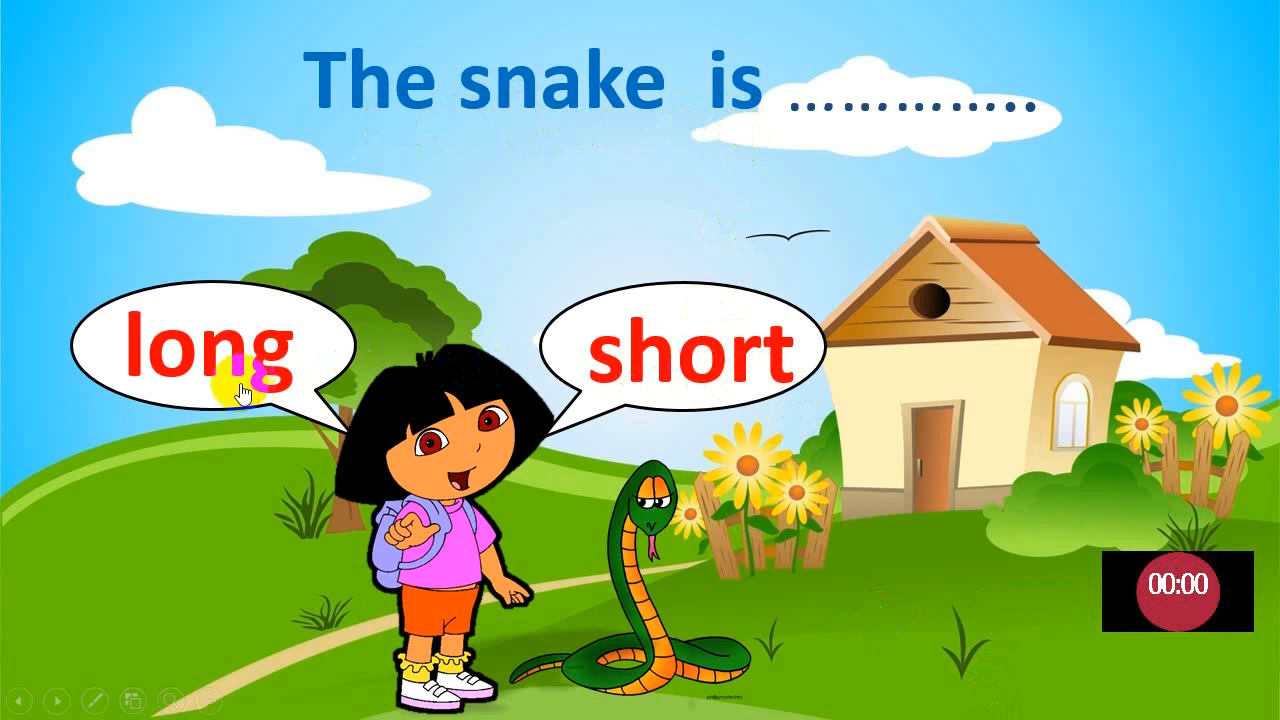 The snake is ..............
long
short
00:00